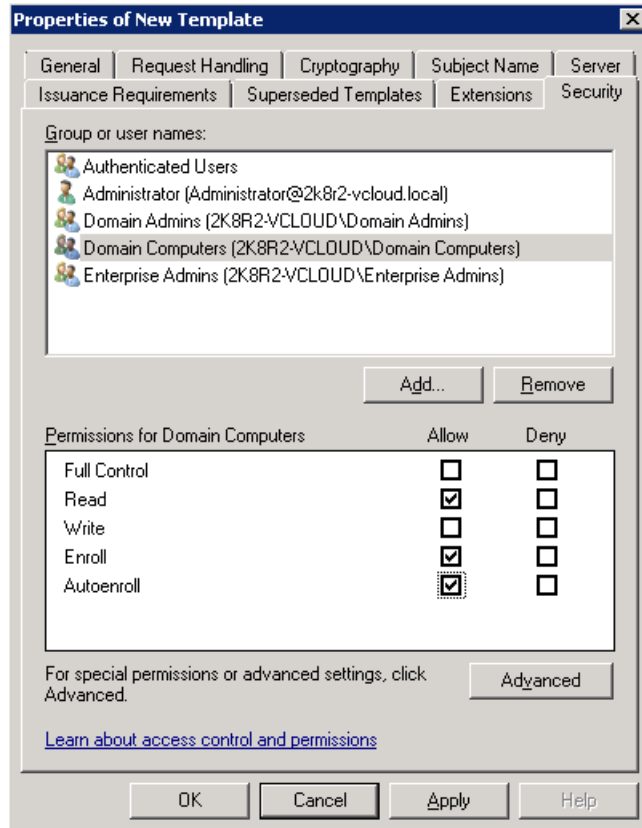 Properties of New Template
General Request Handling Cryptography Subject Name Server
Issuance Requirements Superseded Templates Extensions Security
Group or user names:
Authenticated Users
Administrator (Administrator@2k8r2-vcloud.local)
Domain Admins (2K8R2-VCLOUD\Domain Admins)
Domain Computers (2K8R2-VCLOUD\Domain Computers)
Enterprise Admins (2K8R2-VCLOUD\Enterprise Admins)
Add... Remove
Permissions for Domain Computers Allow Deny
Full Control
Read
Write
Enroll
Autoenroll
For special permissions or advanced settings, click
Advanced.
Advanced
Learn about access control and permissions
OK Cancel Apply Help